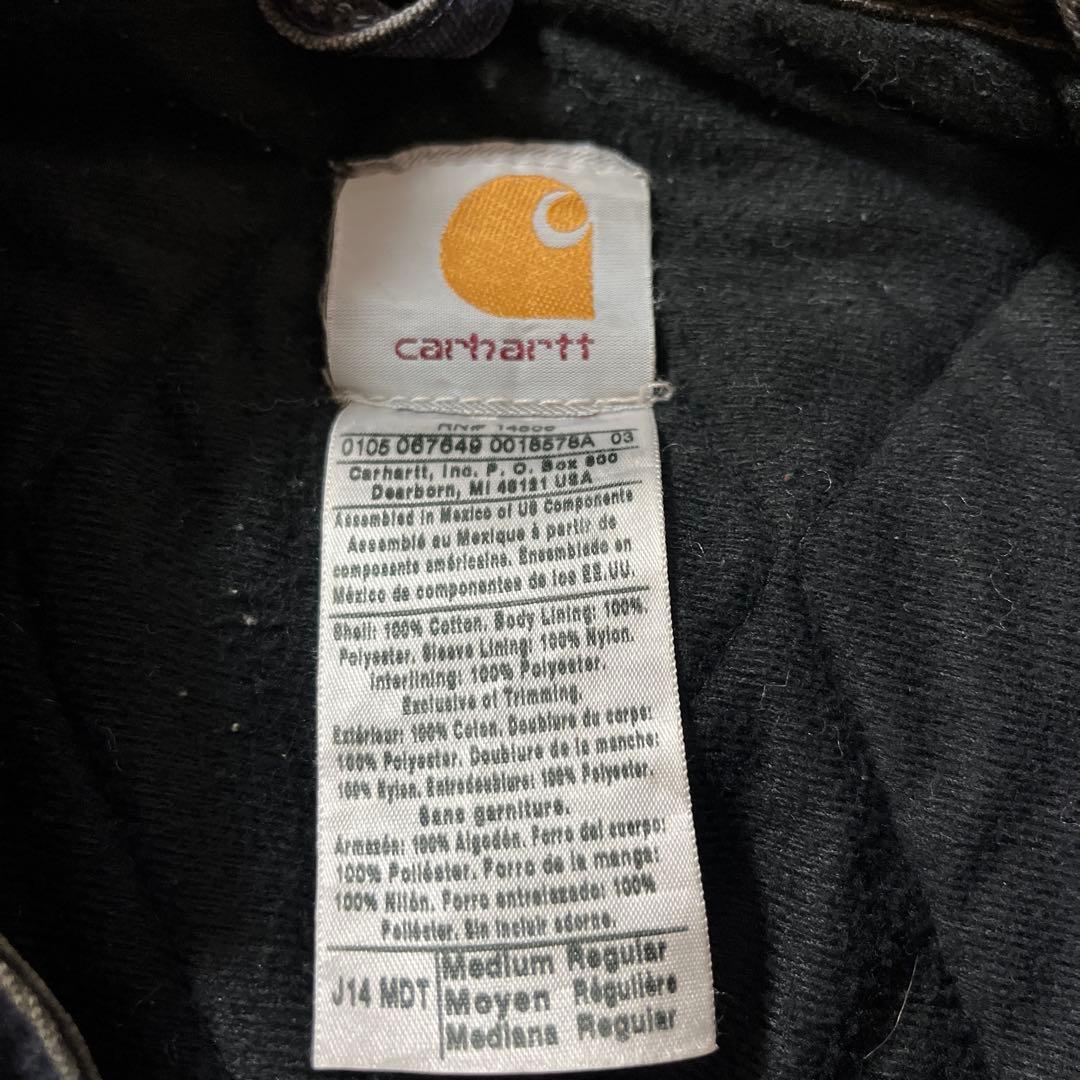 carhartt
RN# 14806
0105 067649 0018578A 03
Carhartt, Inc. P. O. Box 600
Dearborn, MI 48121 USA
Assembled in Mexico of US Components
Assemblé au Mexique à partir de
composants américains. Ensamblado en
México de componentes de los EE.UU.
Shell: 100% Cotton. Body Lining: 100%
Polyester. Sleeve Lining: 100% Nylon.
Interlining: 100% Polyester.
Exclusive of Trimming.
Extérieur: 100% Coton. Doublure du corps:
100% Polyester. Doublure de la manche:
100% Nylon. Entredoublure: 100% Polyester.
Sans garniture.
Armazón: 100% Algodón. Forro del cuerpo:
100% Poliéster. Forro de la manga:
100% Nilón. Forro entrelazado: 100%
Poliéster. Sin incluir adorno.
J14 MDT
Medium Regular
Moyen Régulière
Mediana Regular